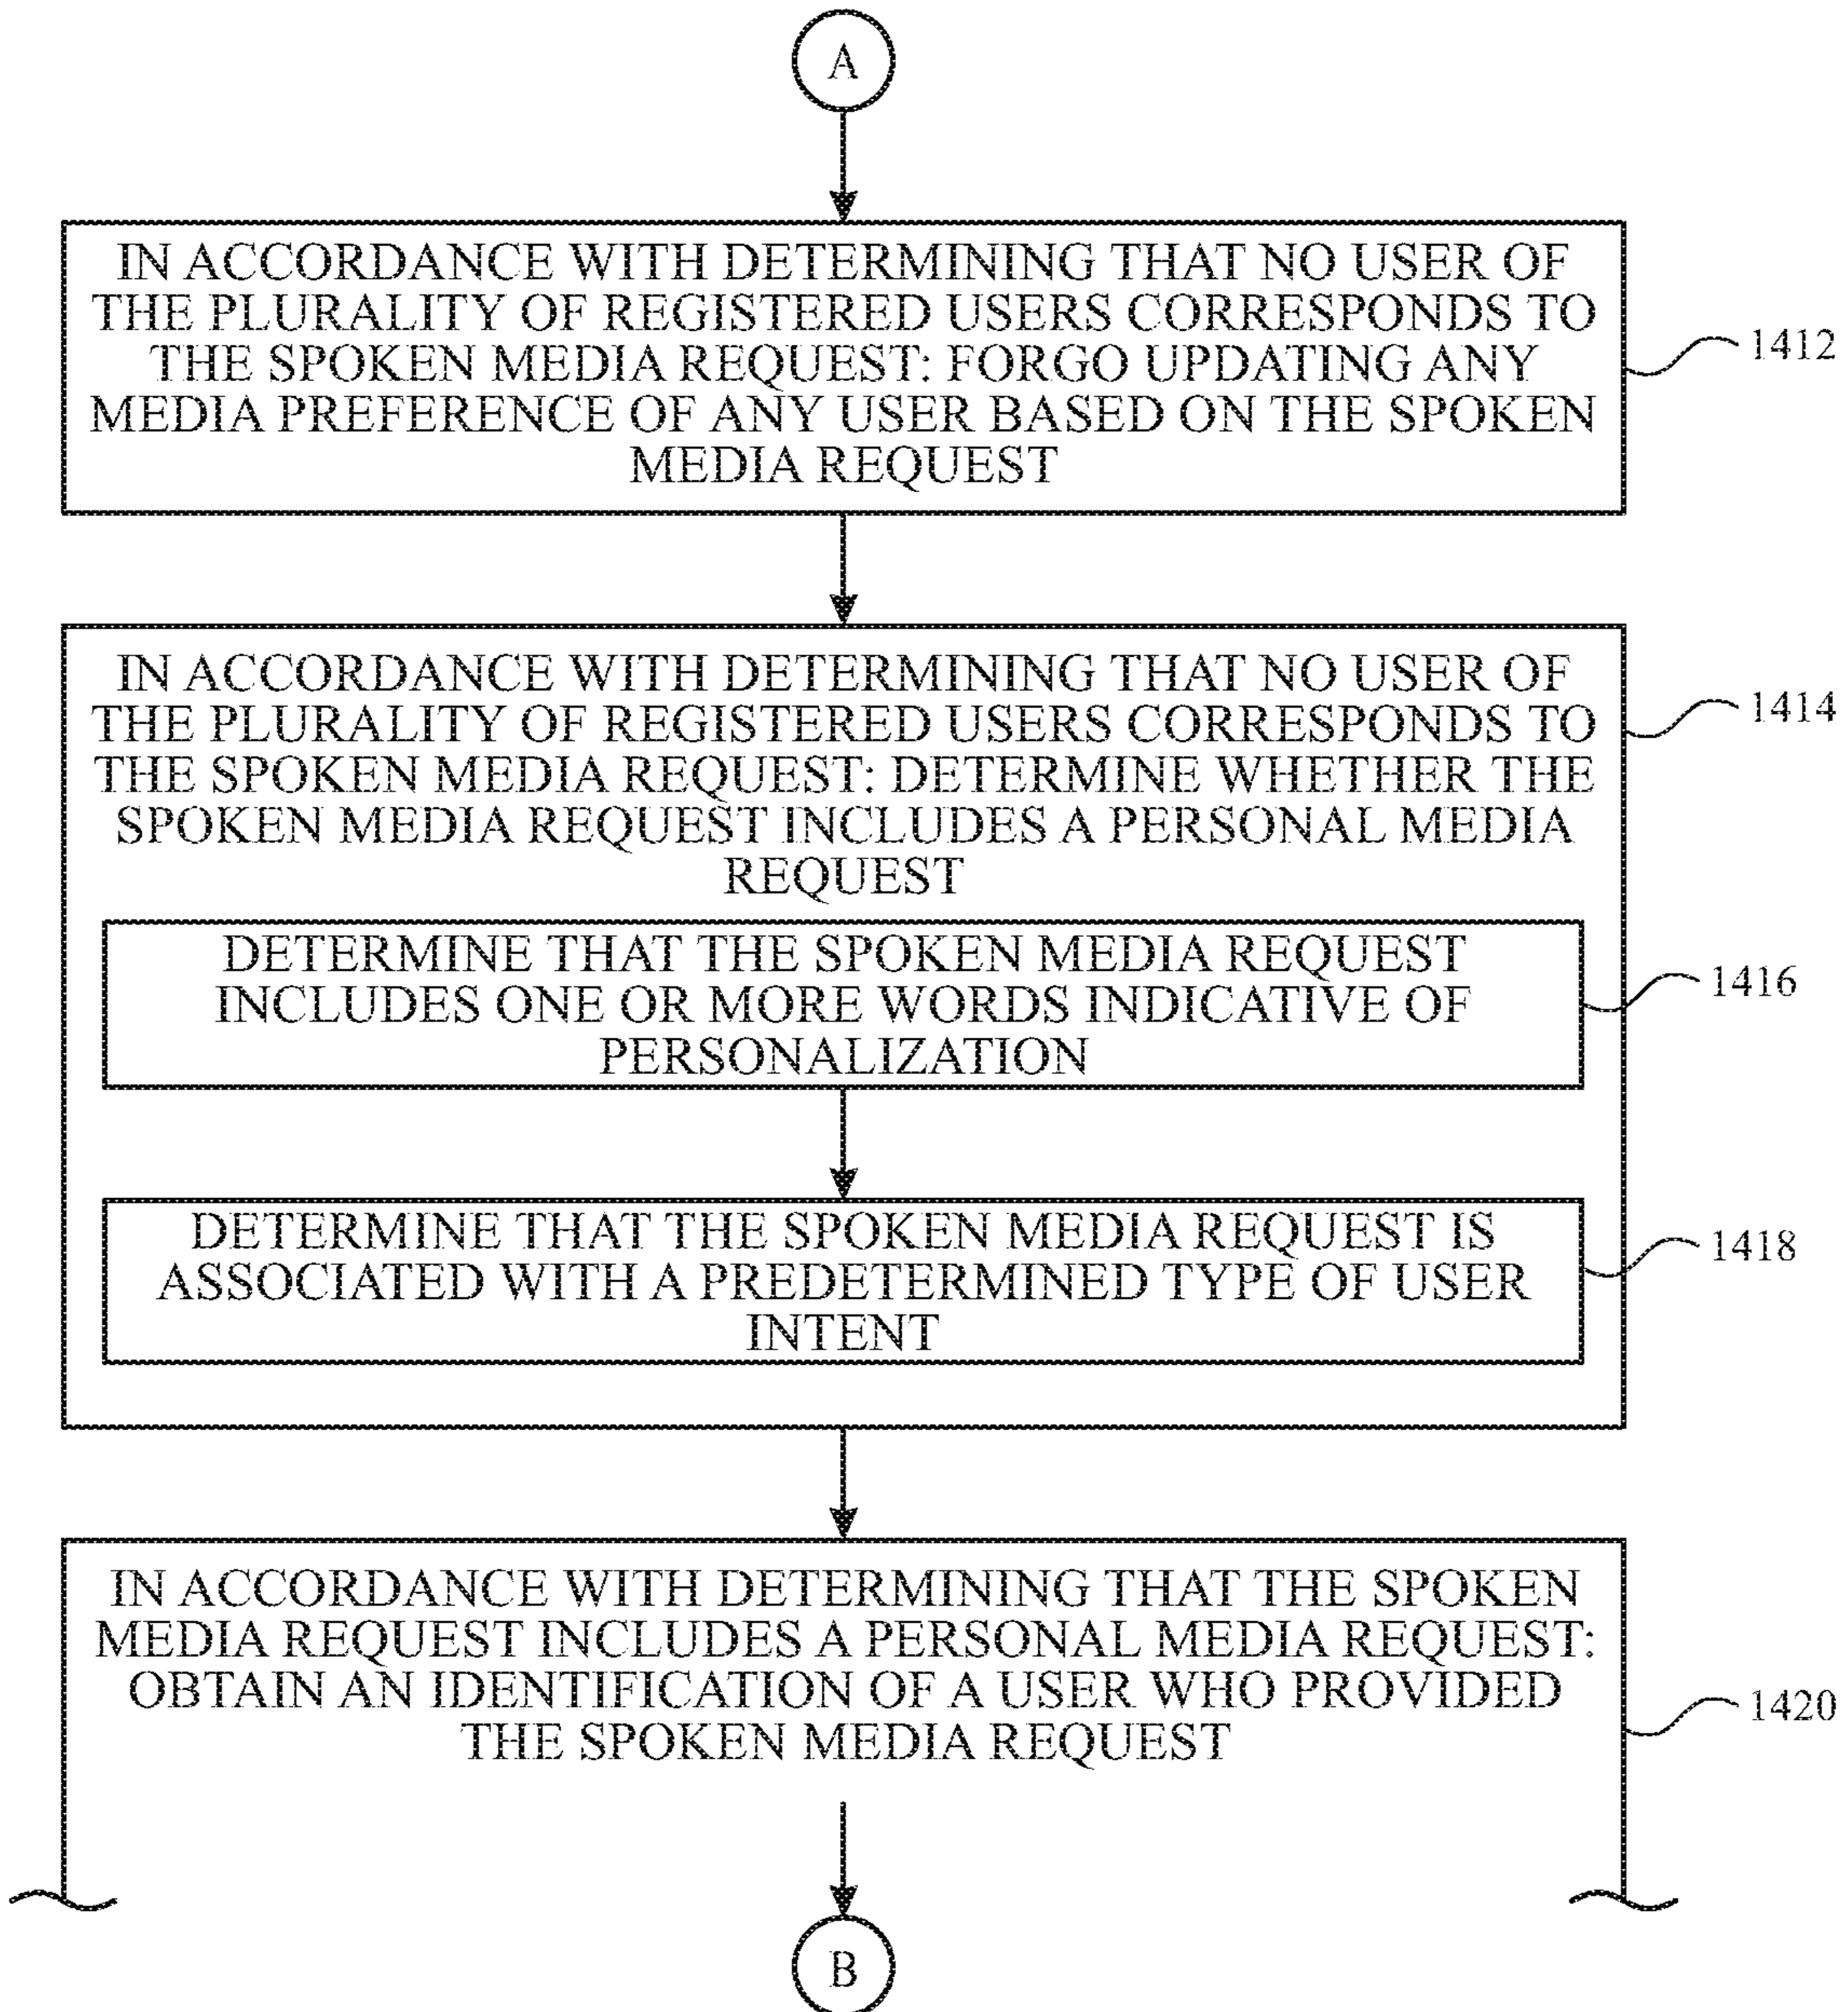 A
IN ACCORDANCE WITH DETERMINING THAT NO USER OF
THE PLURALITY OF REGISTERED USERS CORRESPONDS TO
THE SPOKEN MEDIA REQUEST: FORGO UPDATING ANY
MEDIA PREFERENCE OF ANY USER BASED ON THE SPOKEN
MEDIA REQUEST
1412
IN ACCORDANCE WITH DETERMINING THAT NO USER OF
THE PLURALITY OF REGISTERED USERS CORRESPONDS TO
THE SPOKEN MEDIA REQUEST: DETERMINE WHETHER THE
SPOKEN MEDIA REQUEST INCLUDES A PERSONAL MEDIA
REQUEST
1414
DETERMINE THAT THE SPOKEN MEDIA REQUEST
INCLUDES ONE OR MORE WORDS INDICATIVE OF
PERSONALIZATION
1416
DETERMINE THAT THE SPOKEN MEDIA REQUEST IS
ASSOCIATED WITH A PREDETERMINED TYPE OF USER
INTENT
1418
IN ACCORDANCE WITH DETERMINING THAT THE SPOKEN
MEDIA REQUEST INCLUDES A PERSONAL MEDIA REQUEST:
OBTAIN AN IDENTIFICATION OF A USER WHO PROVIDED
THE SPOKEN MEDIA REQUEST
1420
B